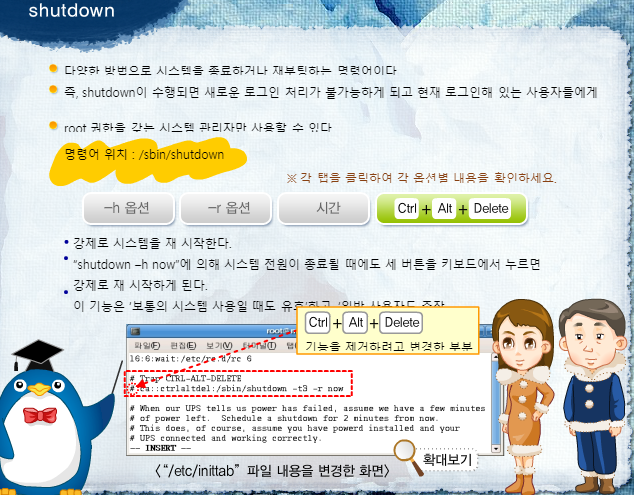 shutdown
다양한 방법으로 시스템을 종료하거나 재부팅하는 명령어이다
즉, shutdown이 수행되면 새로운 로그인 처리가 불가능하게 되고 현재 로그인해 있는 사용자들에게
root 권한을 갖는 시스템 관리자만 사용할 수 있다
명령어 위치 : /sbin/shutdown
※ 각 탭을 클릭하여 각 옵션별 내용을 확인하세요.
-h 옵션 -r 옵션 시간 Ctrl + Alt + Delete
강제로 시스템을 재 시작한다.
"shutdown -h now"에 의해 시스템 전원이 종료될 때에도 세 버튼을 키보드에서 누르면
강제로 재 시작하게 된다.
이 기능은 '보통의 시스템 사용일 때도 유효'하고, '일반 사용자도
Ctrl + Alt + Delete
기능을 제거하려고 변경한 부분
root@
파일(F) 편집(E) 보기(V) 터미널(T)
l6:6:wait:/etc/rc.d/rc 6
# Trap CTRL-ALT-DELETE
# ca::ctrlaltdel:/sbin/shutdown -t3 -r now
# When our UPS tells us power has failed, assume we have a few minutes
# of power left.  Schedule a shutdown for 2 minutes from now.
# This does, of course, assume you have powerd installed and your
# UPS connected and working correctly.
-- INSERT --
확대보기
〈"/etc/inittab" 파일 내용을 변경한 화면〉